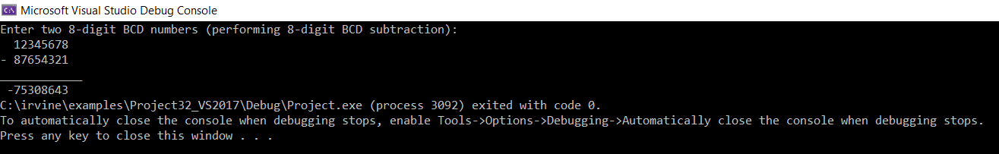 Microsoft Visual Studio Debug Console
Enter two 8-digit BCD numbers (performing 8-digit BCD subtraction):
  12345678
- 87654321
____________
 -75308643
C:\irvine\examples\Project32_VS2017\Debug\Project.exe (process 3092) exited with code 0.
To automatically close the console when debugging stops, enable Tools->Options->Debugging->Automatically close the console when debugging stops.
Press any key to close this window . . .